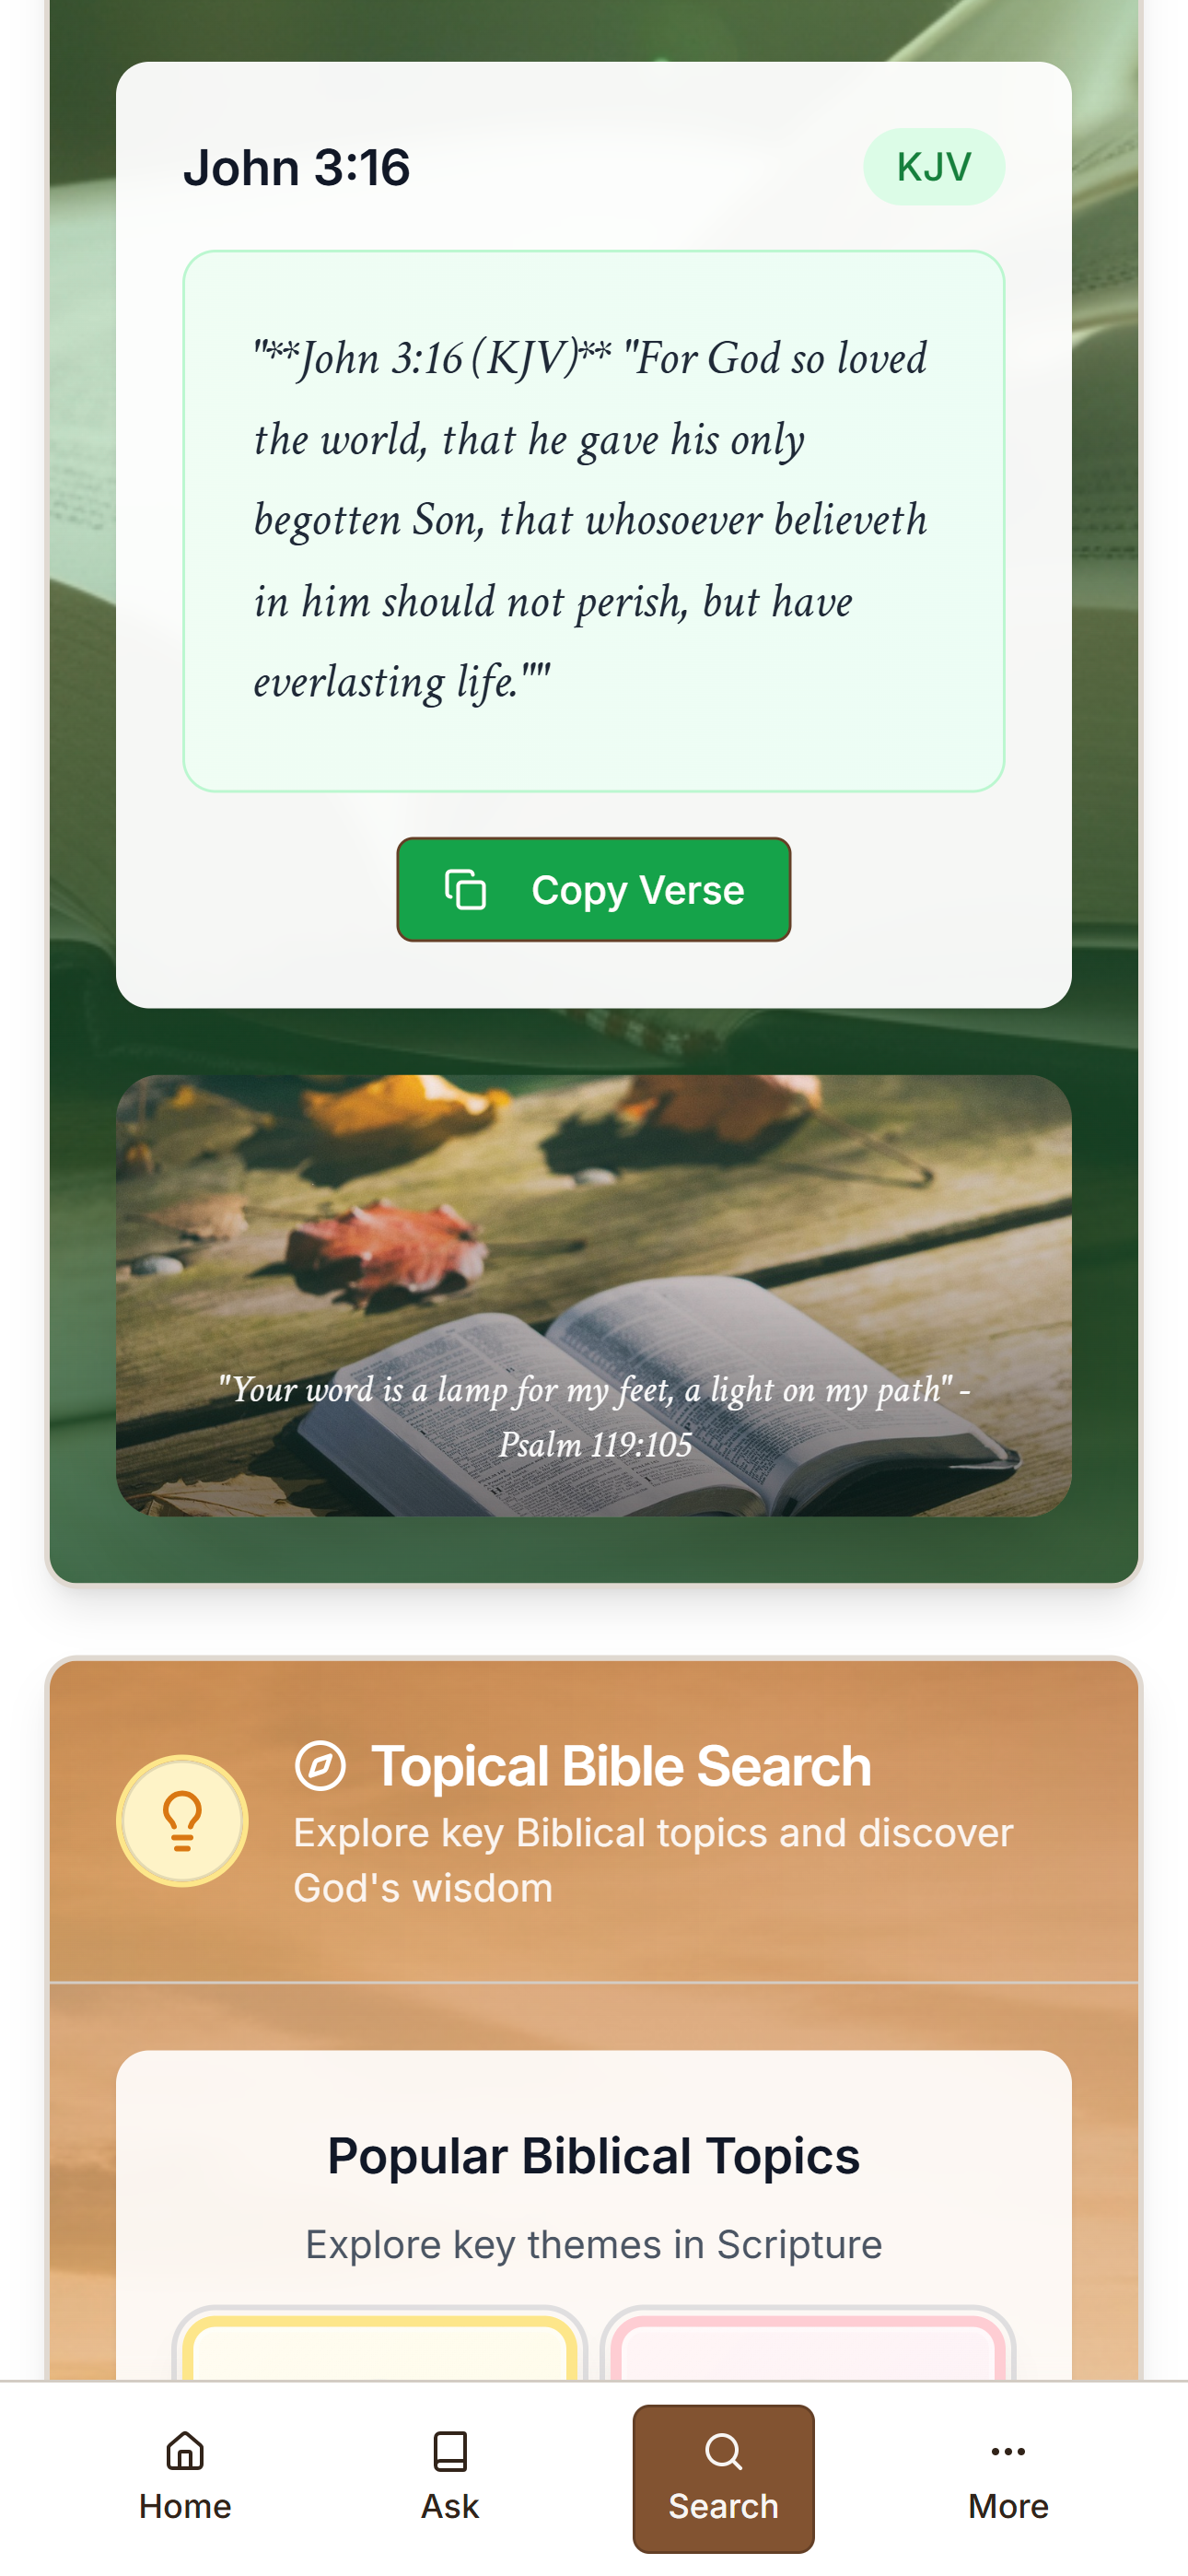 John 3:16
KJV
"**John 3:16 (KJV)** "For God so loved
the world, that he gave his only
begotten Son, that whosoever believeth
in him should not perish, but have
everlasting life.""
Copy Verse
"Your word is a lamp for my feet, a light on my path" -
Psalm 119:105
Topical Bible Search
Explore key Biblical topics and discover
God's wisdom
Popular Biblical Topics
Explore key themes in Scripture
Home
Ask
Search
More